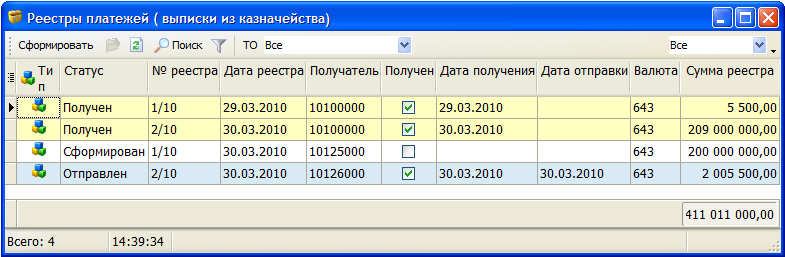 Реестры платежей ( выписки из казначейства)
Сформировать Поиск ТО Все Все
Тип Статус № реестра Дата реестра Получатель Получен Дата получения Дата отправки Валюта Сумма реестра
Получен 1/10 29.03.2010 10100000 29.03.2010 643 5 500,00
Получен 2/10 30.03.2010 10100000 30.03.2010 643 209 000 000,00
Сформирован 1/10 30.03.2010 10125000 643 200 000 000,00
Отправлен 2/10 30.03.2010 10126000 30.03.2010 30.03.2010 643 2 005 500,00
411 011 000,00
Всего: 4 14:39:34